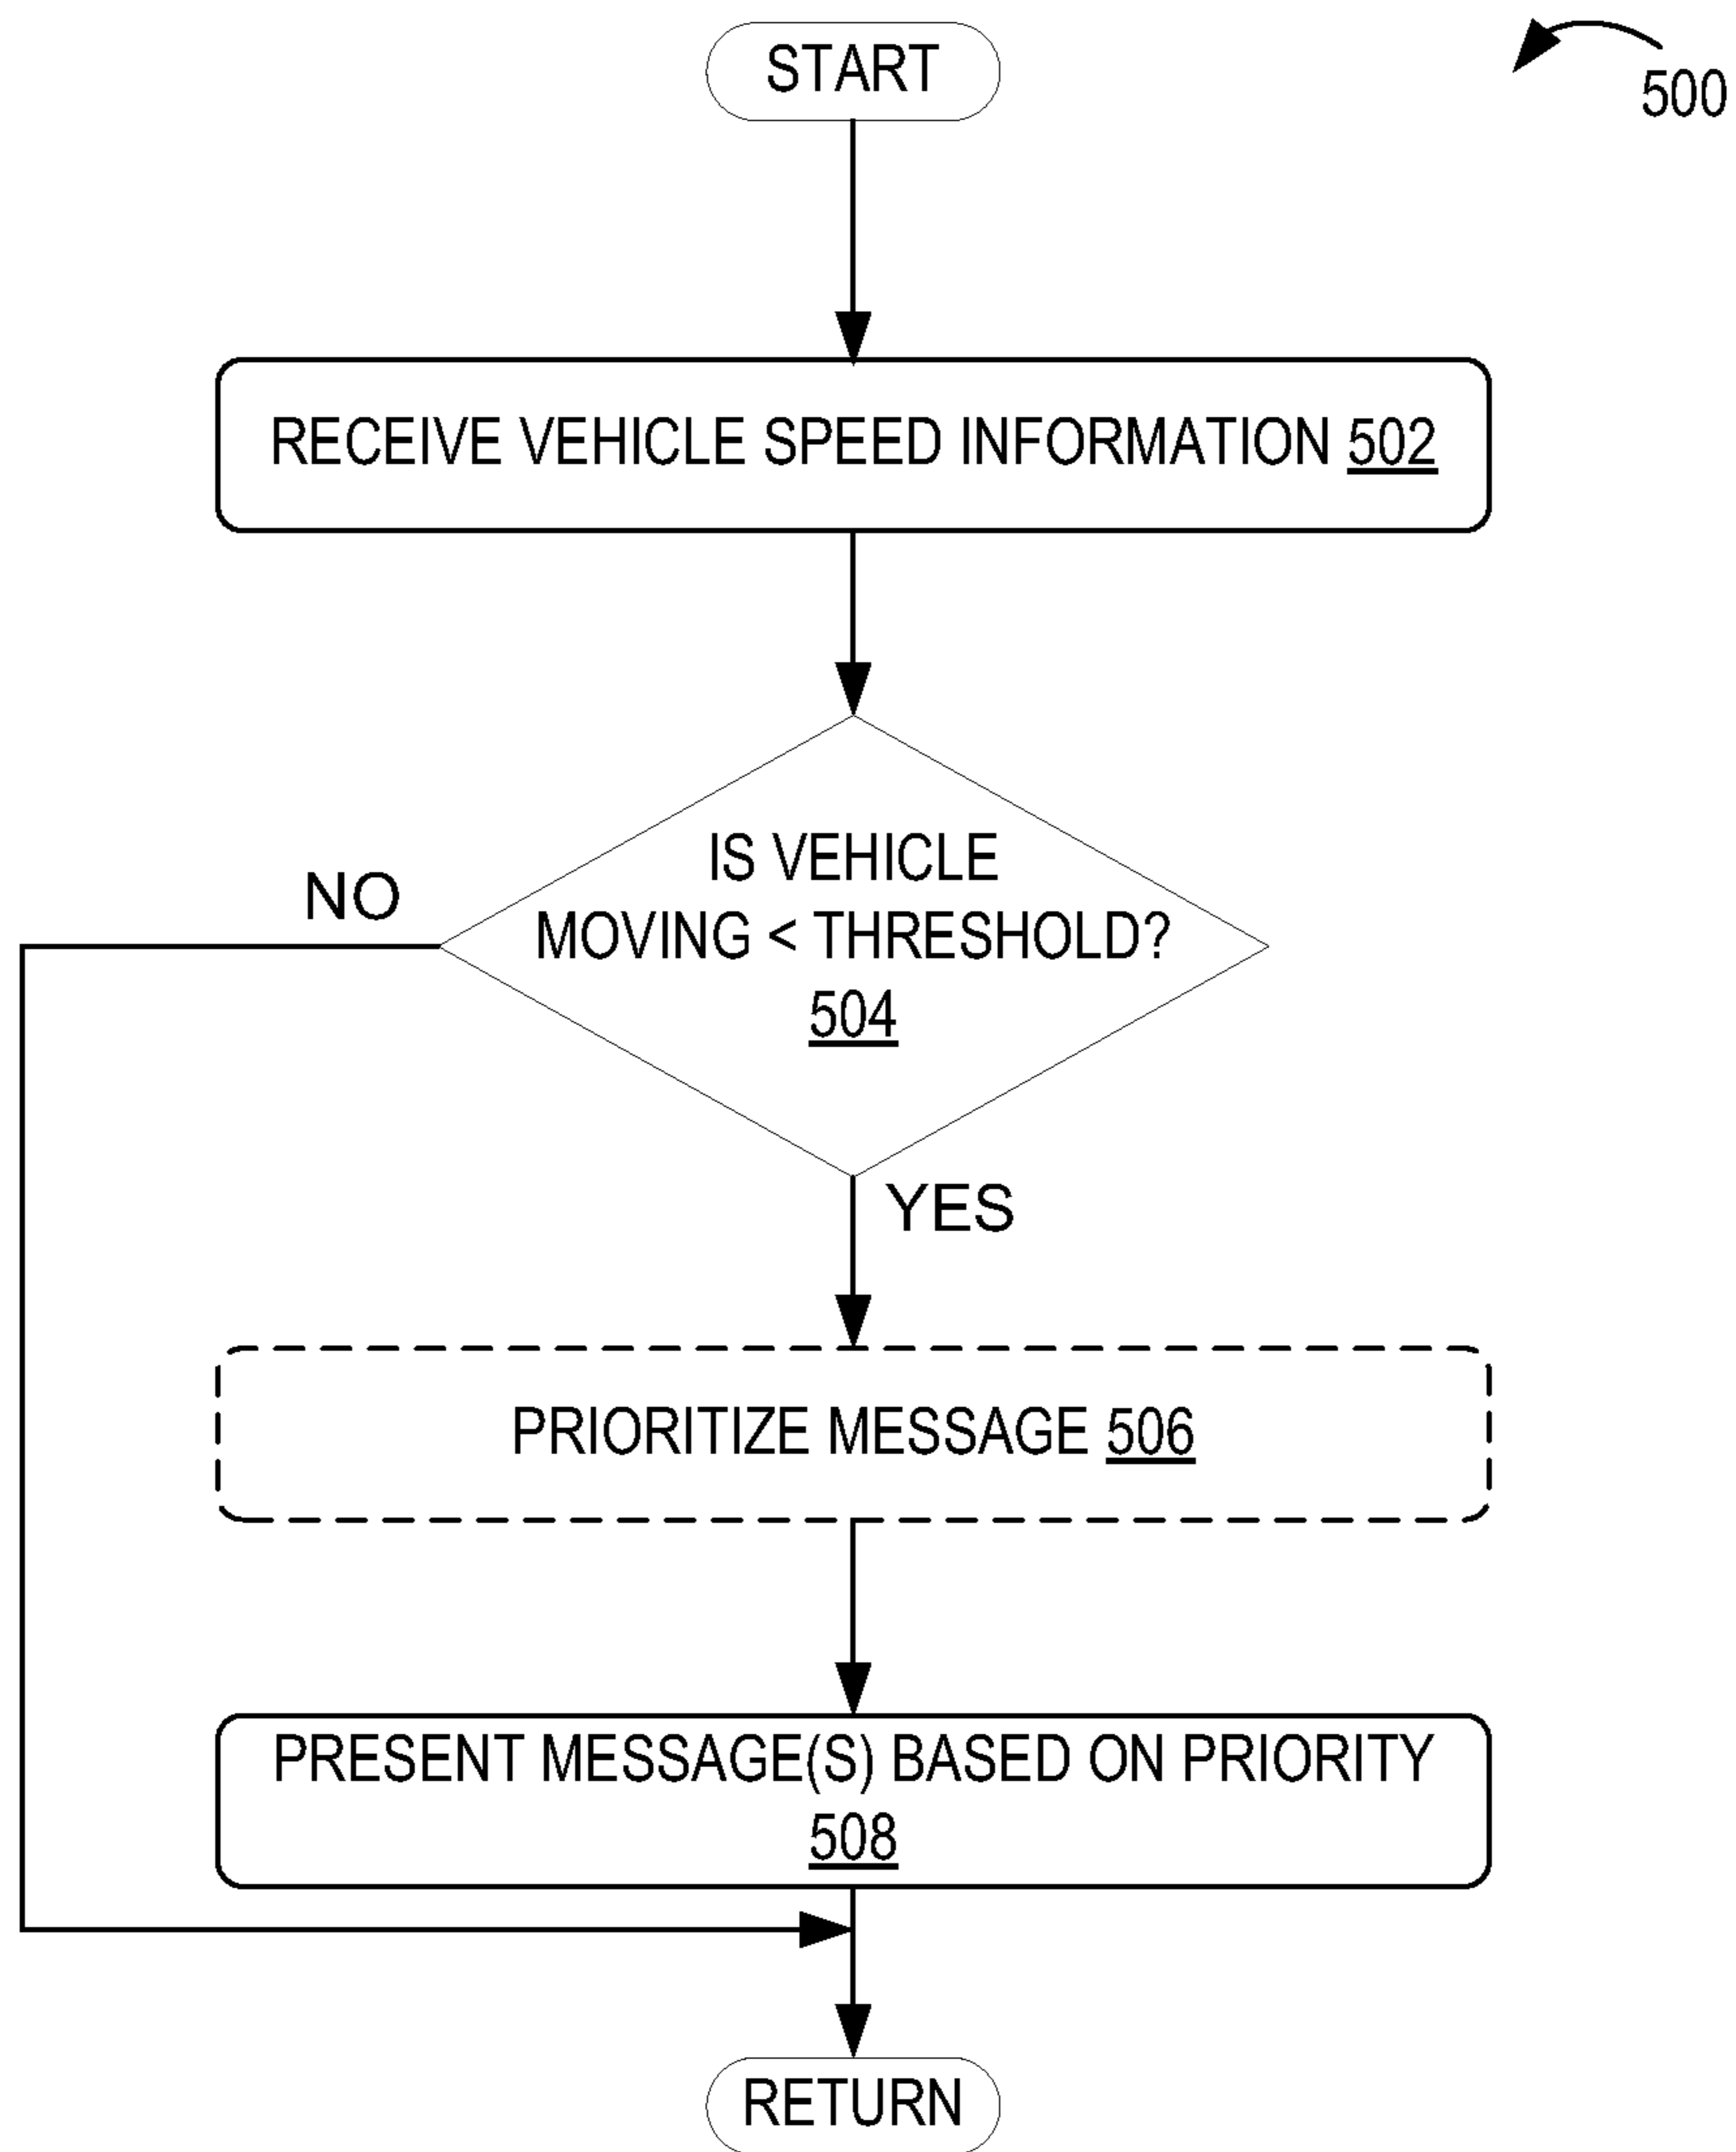 START
500
RECEIVE VEHICLE SPEED INFORMATION 502
IS VEHICLE
MOVING < THRESHOLD?
504
NO
YES
PRIORITIZE MESSAGE 506
PRESENT MESSAGE(S) BASED ON PRIORITY
508
RETURN